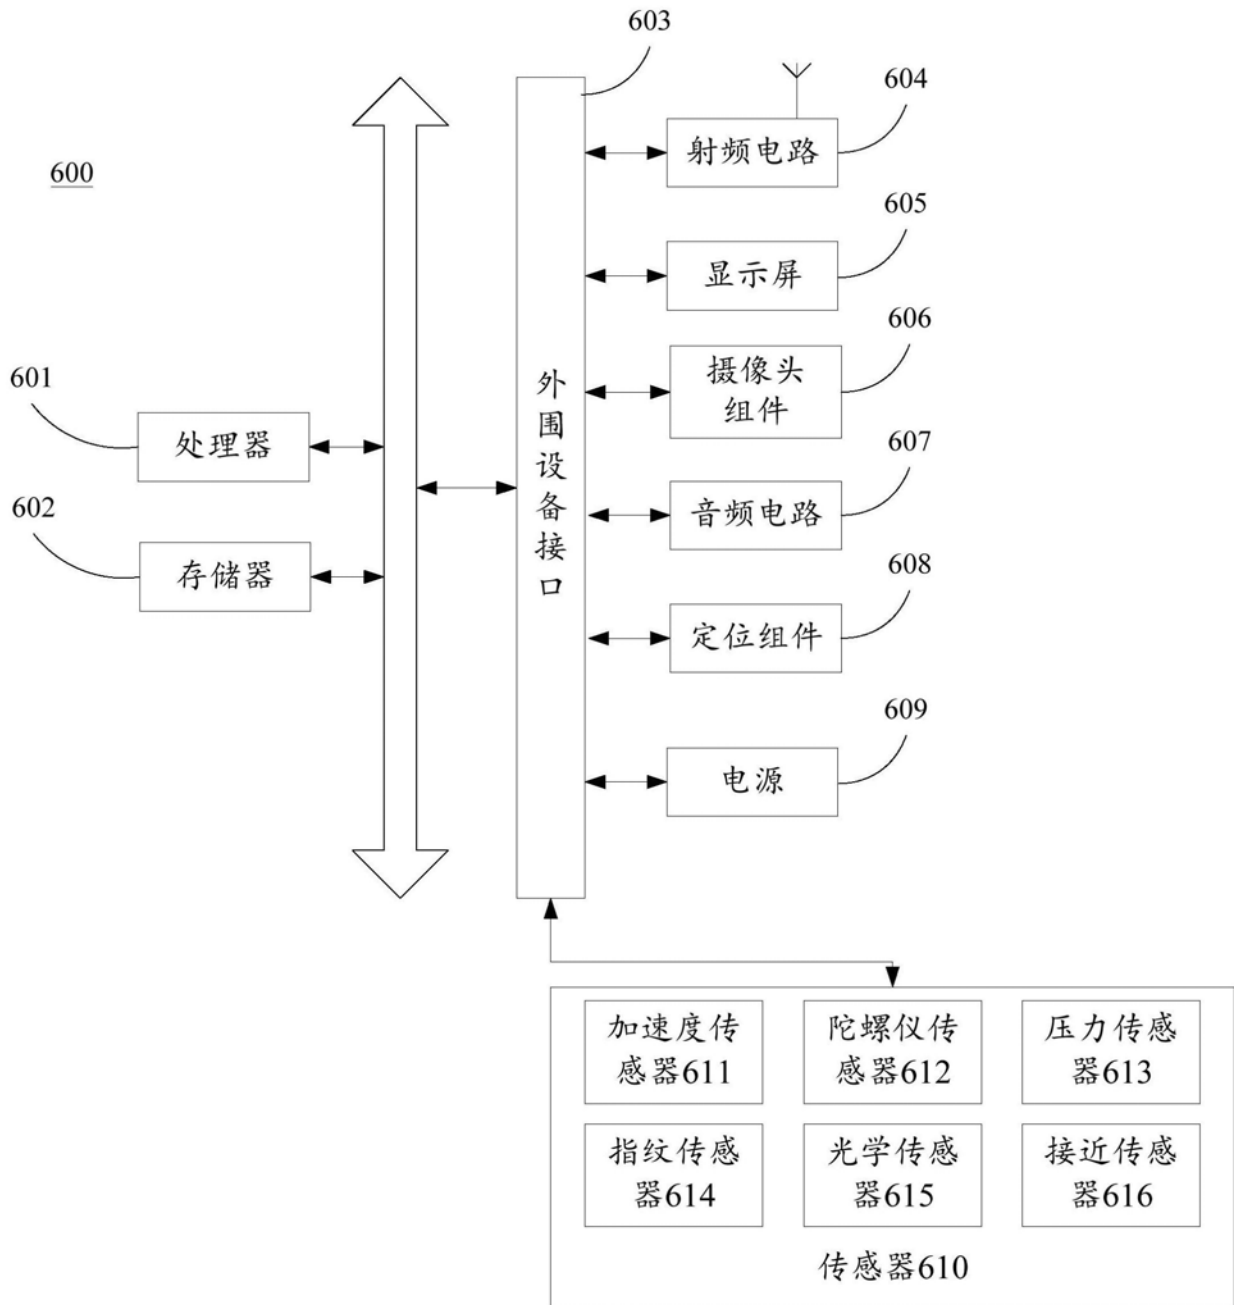 603
604
射频电路
600
605
显示屏
606
摄像头
组件
外围设备接口
601
处理器
607
音频电路
602
存储器
608
定位组件
609
电源
加速度传
感器611
陀螺仪传
感器612
压力传感
器613
指纹传感
器614
光学传感
器615
接近传感
器616
传感器610